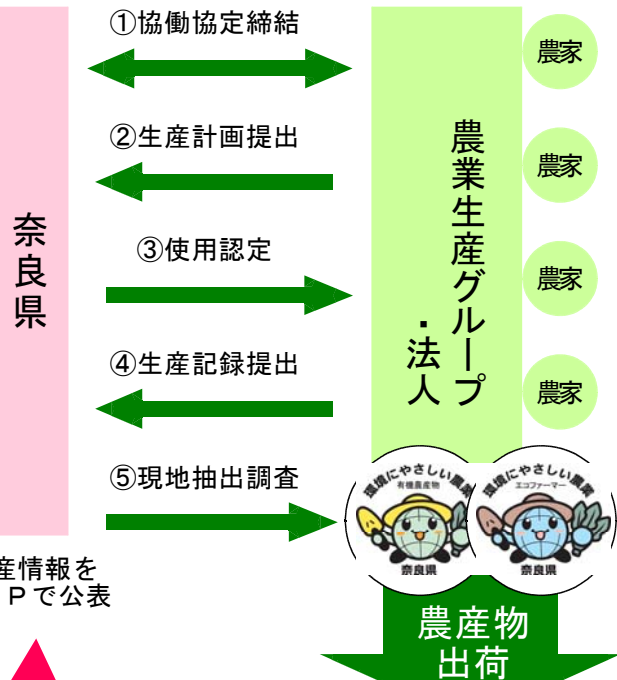 ①協働協定締結
②生産計画提出
③使用認定
④生産記録提出
⑤現地抽出調査
奈良県
農業生産グループ
・法人
農家
農家
農家
農家
環境にやさしい農業
有機農産物
奈良県
環境にやさしい農業
エコファーマー
奈良県
産情報を
Ｐで公表
農産物
出荷